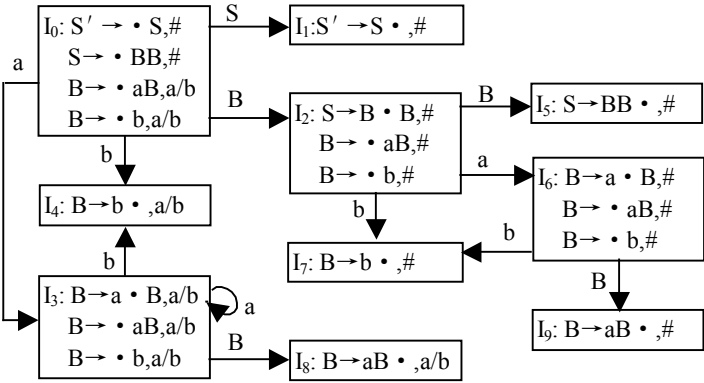 I₀: S′ → · S,#
S→ · BB,#
B→ · aB,a/b
B→ · b,a/b
S
I₁:S′ →S · ,#
a
B
I₂: S→B · B,#
B→ · aB,#
B→ · b,#
B
I₅: S→BB · ,#
b
a
I₆: B→a · B,#
B→ · aB,#
B→ · b,#
I₄: B→b · ,a/b
b
b
I₇: B→b · ,#
b
I₃: B→a · B,a/b
B→ · aB,a/b
B→ · b,a/b
a
B
I₉: B→aB · ,#
B
I₈: B→aB · ,a/b